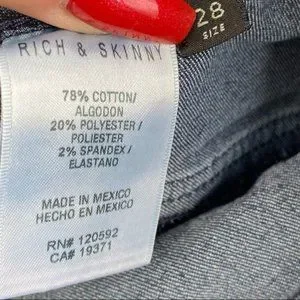 RICH & SKINNY
28
SIZE
78% COTTON/
ALGODON
20% POLYESTER/
POLIESTER
2% SPANDEX/
ELASTANO
MADE IN MEXICO
HECHO EN MEXICO
RN# 120592
CA# 19371